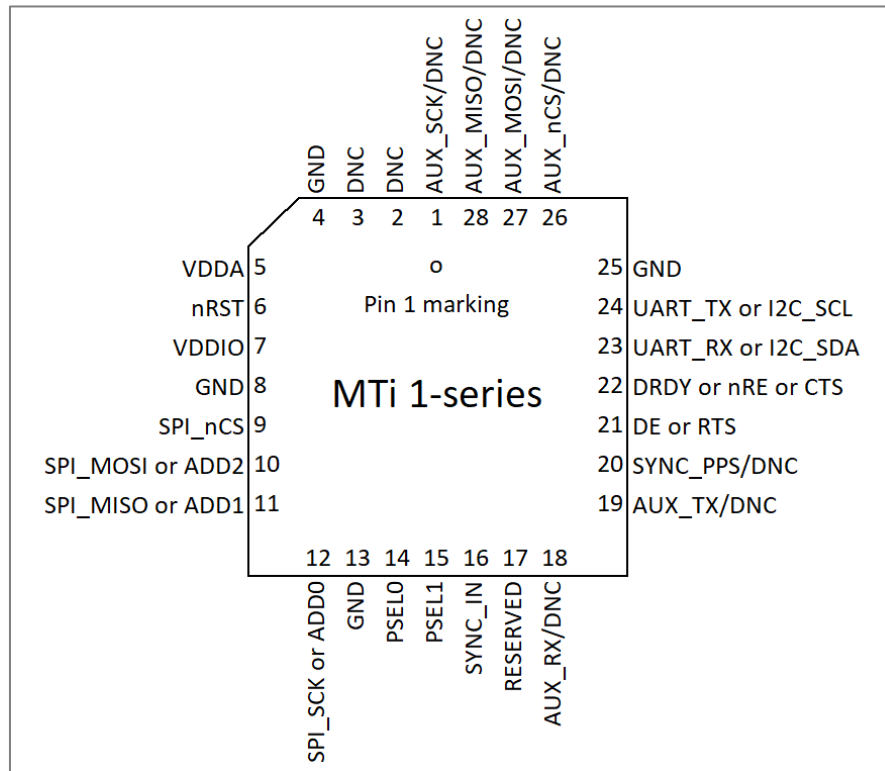 GND
DNC
DNC
AUX_SCK/DNC
AUX_MISO/DNC
AUX_MOSI/DNC
AUX_nCS/DNC
4 3 2 1 28 27 26
VDDA 5 o 25 GND
nRST 6 Pin 1 marking 24 UART_TX or I2C_SCL
VDDIO 7 23 UART_RX or I2C_SDA
GND 8 MTi 1-series 22 DRDY or nRE or CTS
SPI_nCS 9 21 DE or RTS
SPI_MOSI or ADD2 10 20 SYNC_PPS/DNC
SPI_MISO or ADD1 11 19 AUX_TX/DNC
12 13 14 15 16 17 18
SPI_SCK or ADD0
GND
PSEL0
PSEL1
SYNC_IN
RESERVED
AUX_RX/DNC